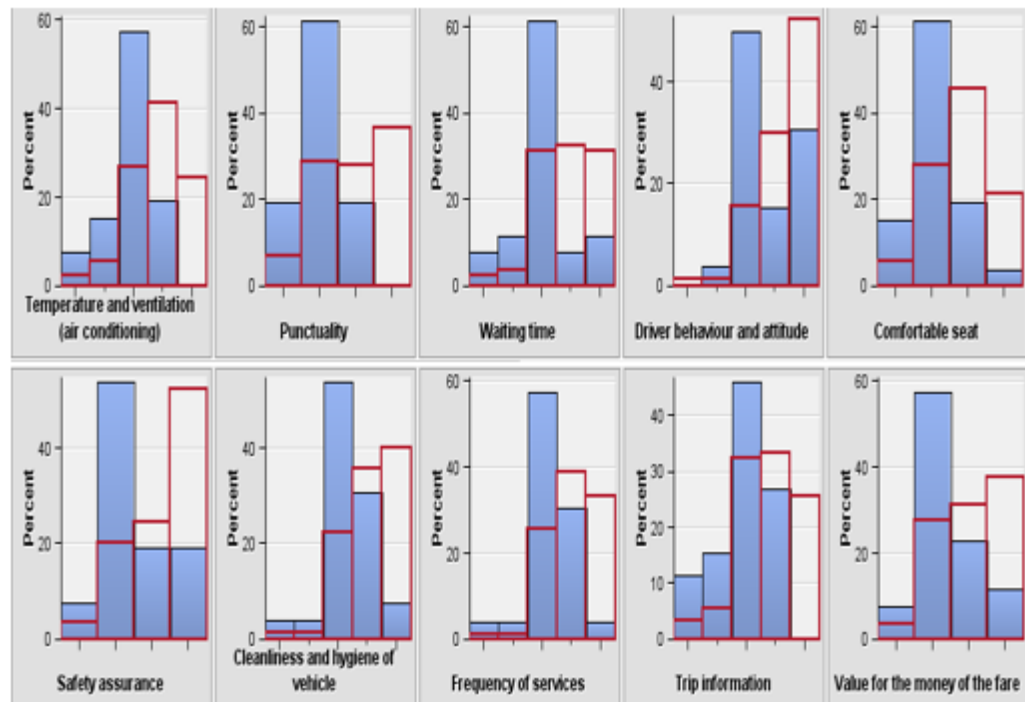 60
40
20
0
Percent
Temperature and ventilation
(air conditioning)
60
40
20
0
Percent
Punctuality
60
40
20
0
Percent
Waiting time
40
20
0
Percent
Driver behaviour and attitude
60
40
20
0
Percent
Comfortable seat
40
20
0
Percent
Safety assurance
40
20
0
Percent
Cleanliness and hygiene of
vehicle
60
40
20
0
Percent
Frequency of services
40
30
20
10
0
Percent
Trip information
60
40
20
0
Percent
Value for the money of the fare